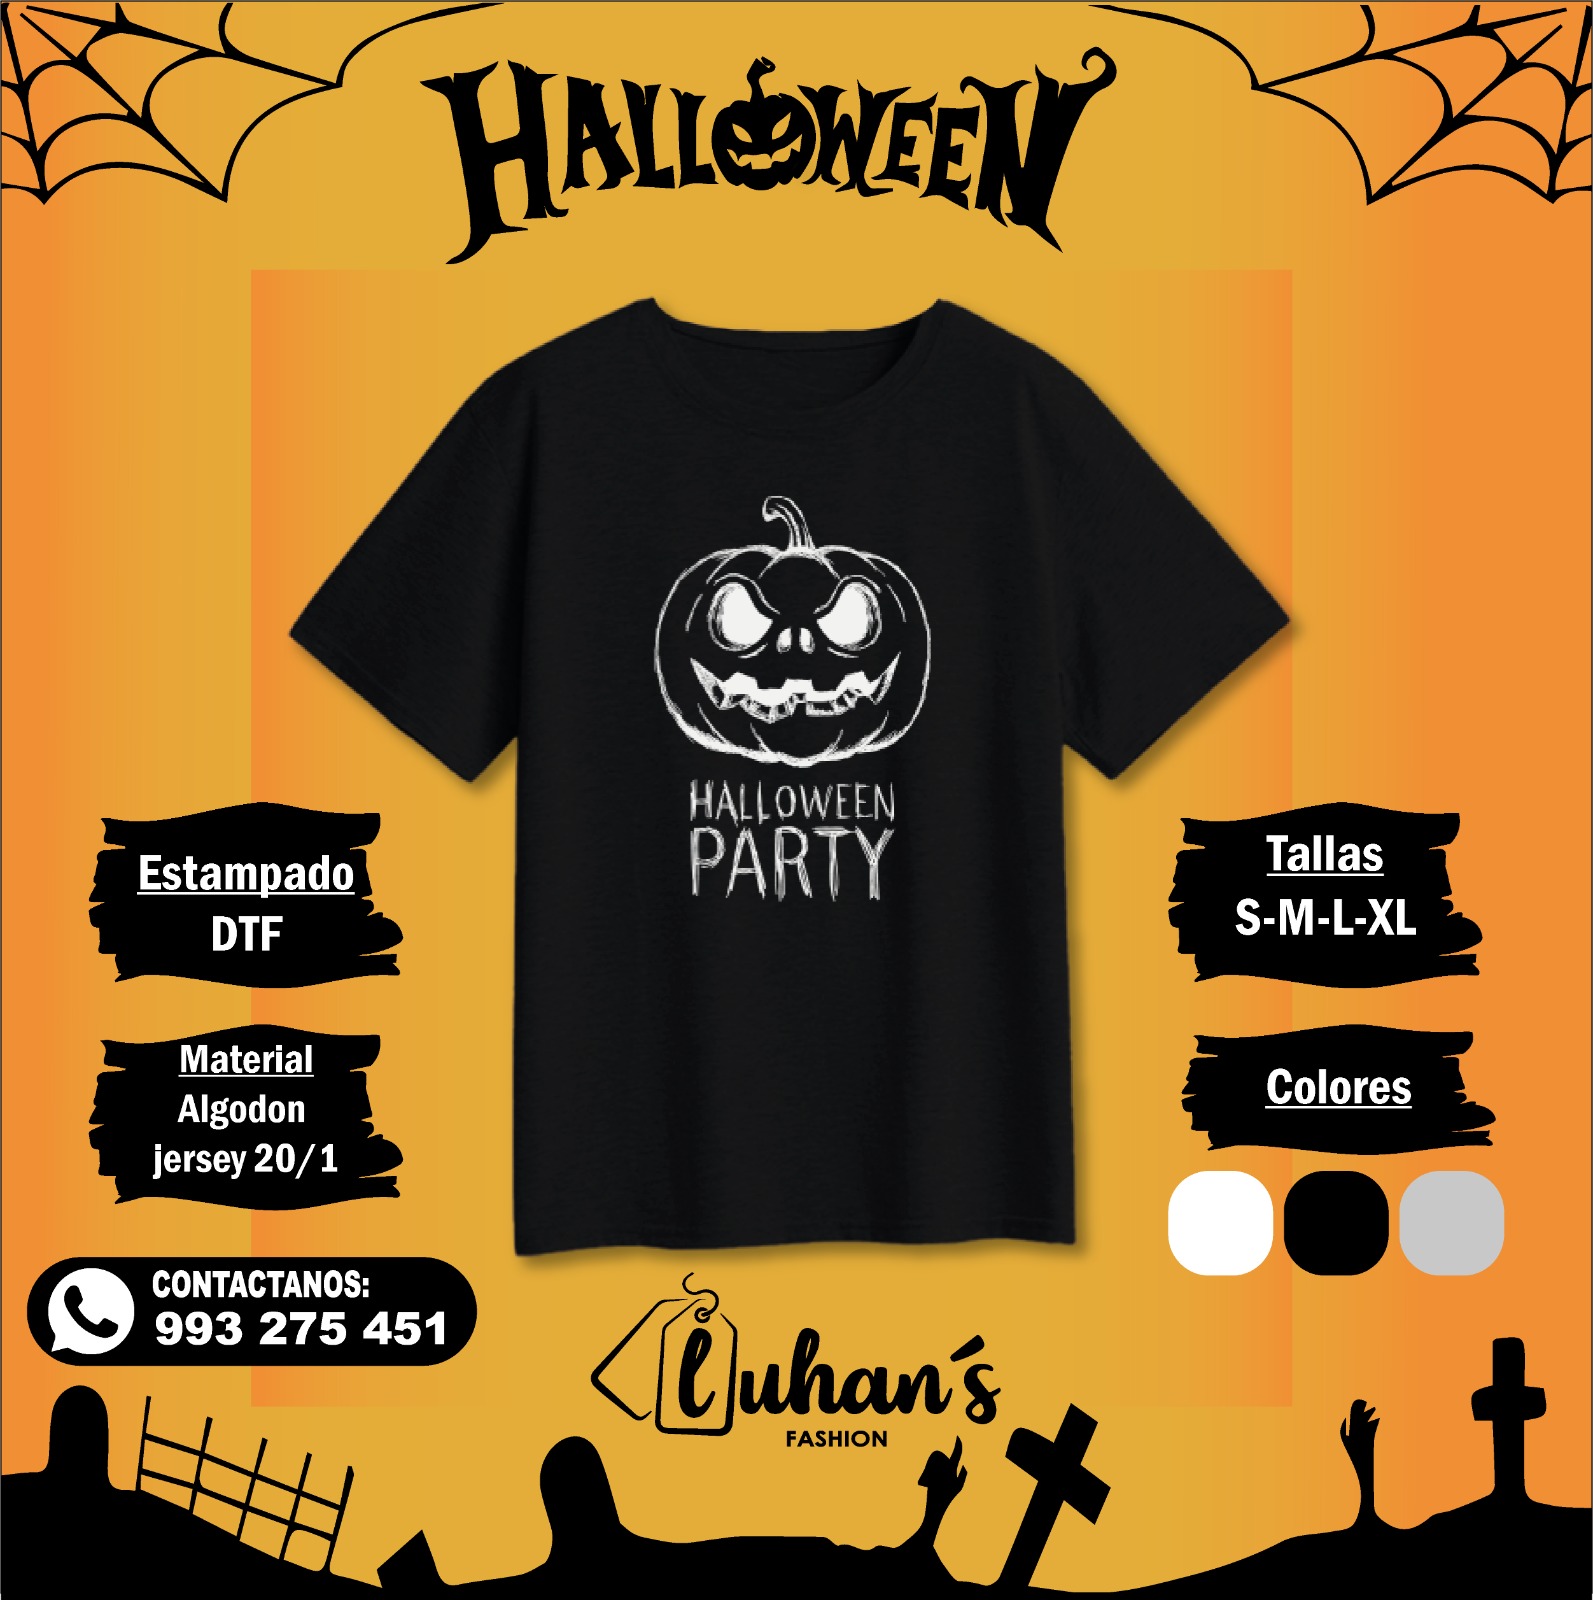 HALLOWEEN
HALLOWEEN
PARTY
Estampado
DTF
Tallas
S-M-L-XL
Material
Algodon
jersey 20/1
Colores
CONTACTANOS:
993 275 451
luhan´s
FASHION